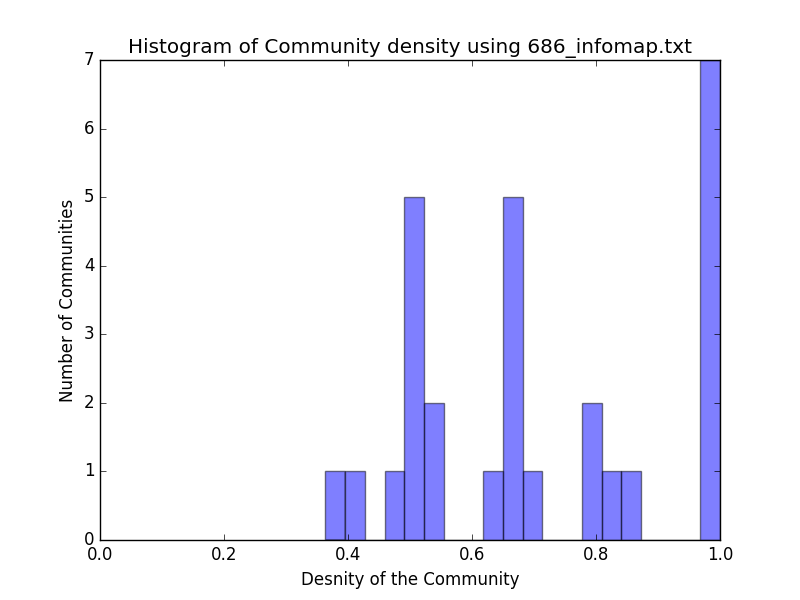 Histogram of Community density using 686_infomap.txt
7
6
5
4
3
2
1
0
Number of Communities
0.0 0.2 0.4 0.6 0.8 1.0
Desnity of the Community